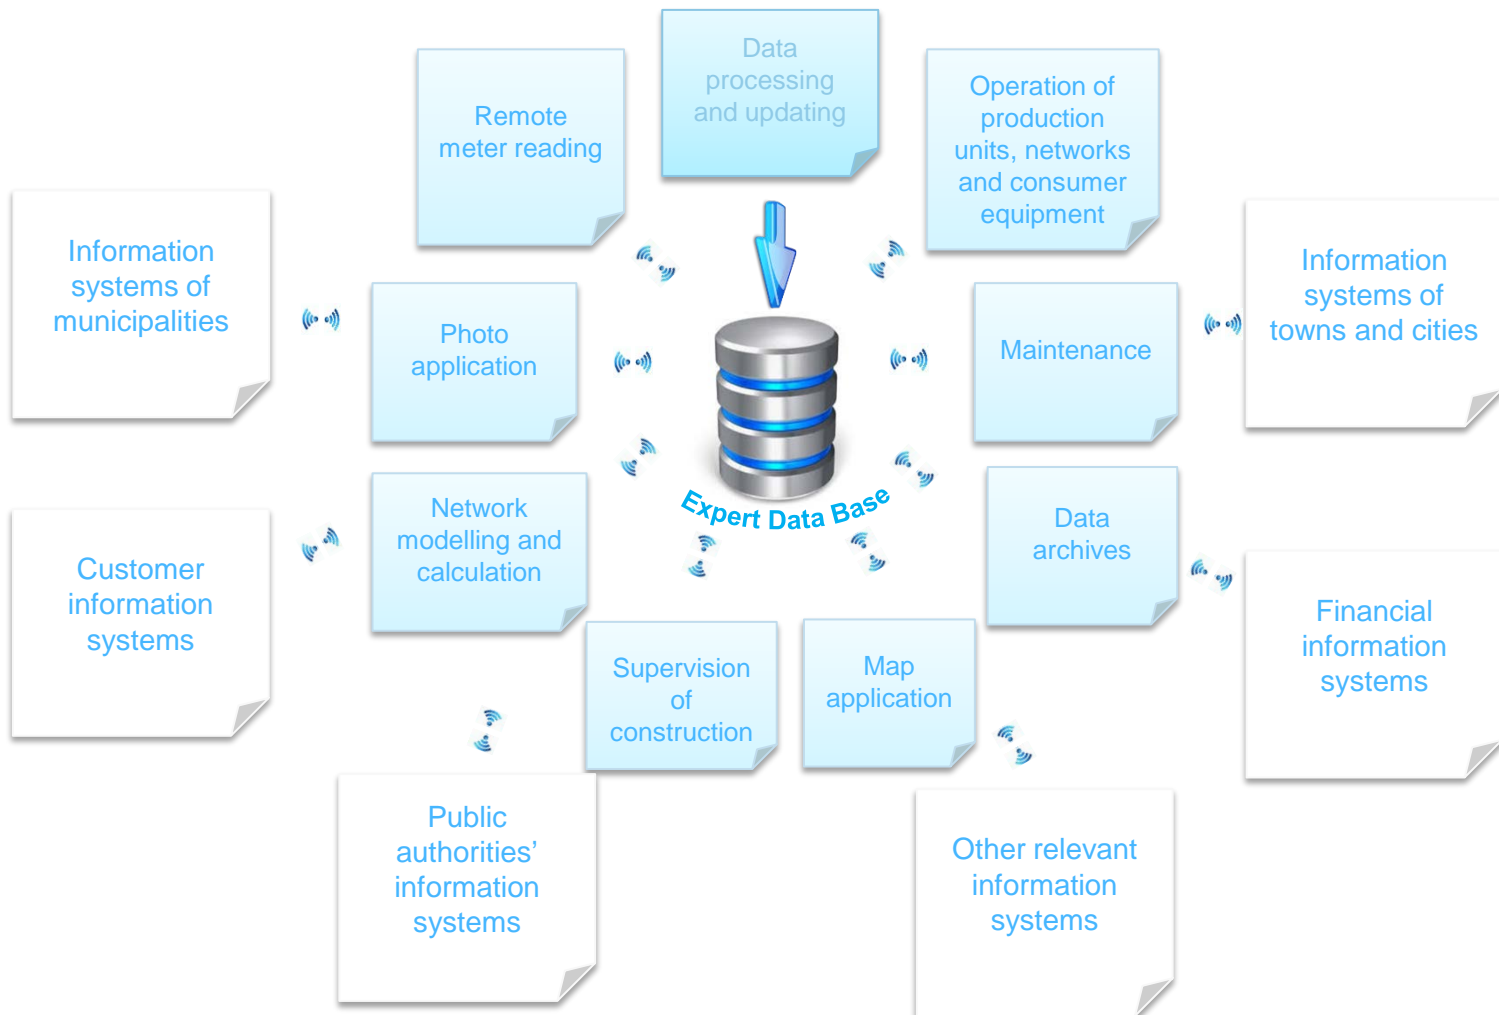 Data
processing
and updating
Remote
meter reading
Operation of
production
units, networks
and consumer
equipment
Information
systems of
municipalities
Photo
application
Maintenance
Information
systems of
towns and cities
Expert Data Base
Network
modelling and
calculation
Data
archives
Customer
information
systems
Financial
information
systems
Supervision
of
construction
Map
application
Public
authorities’
information
systems
Other relevant
information
systems